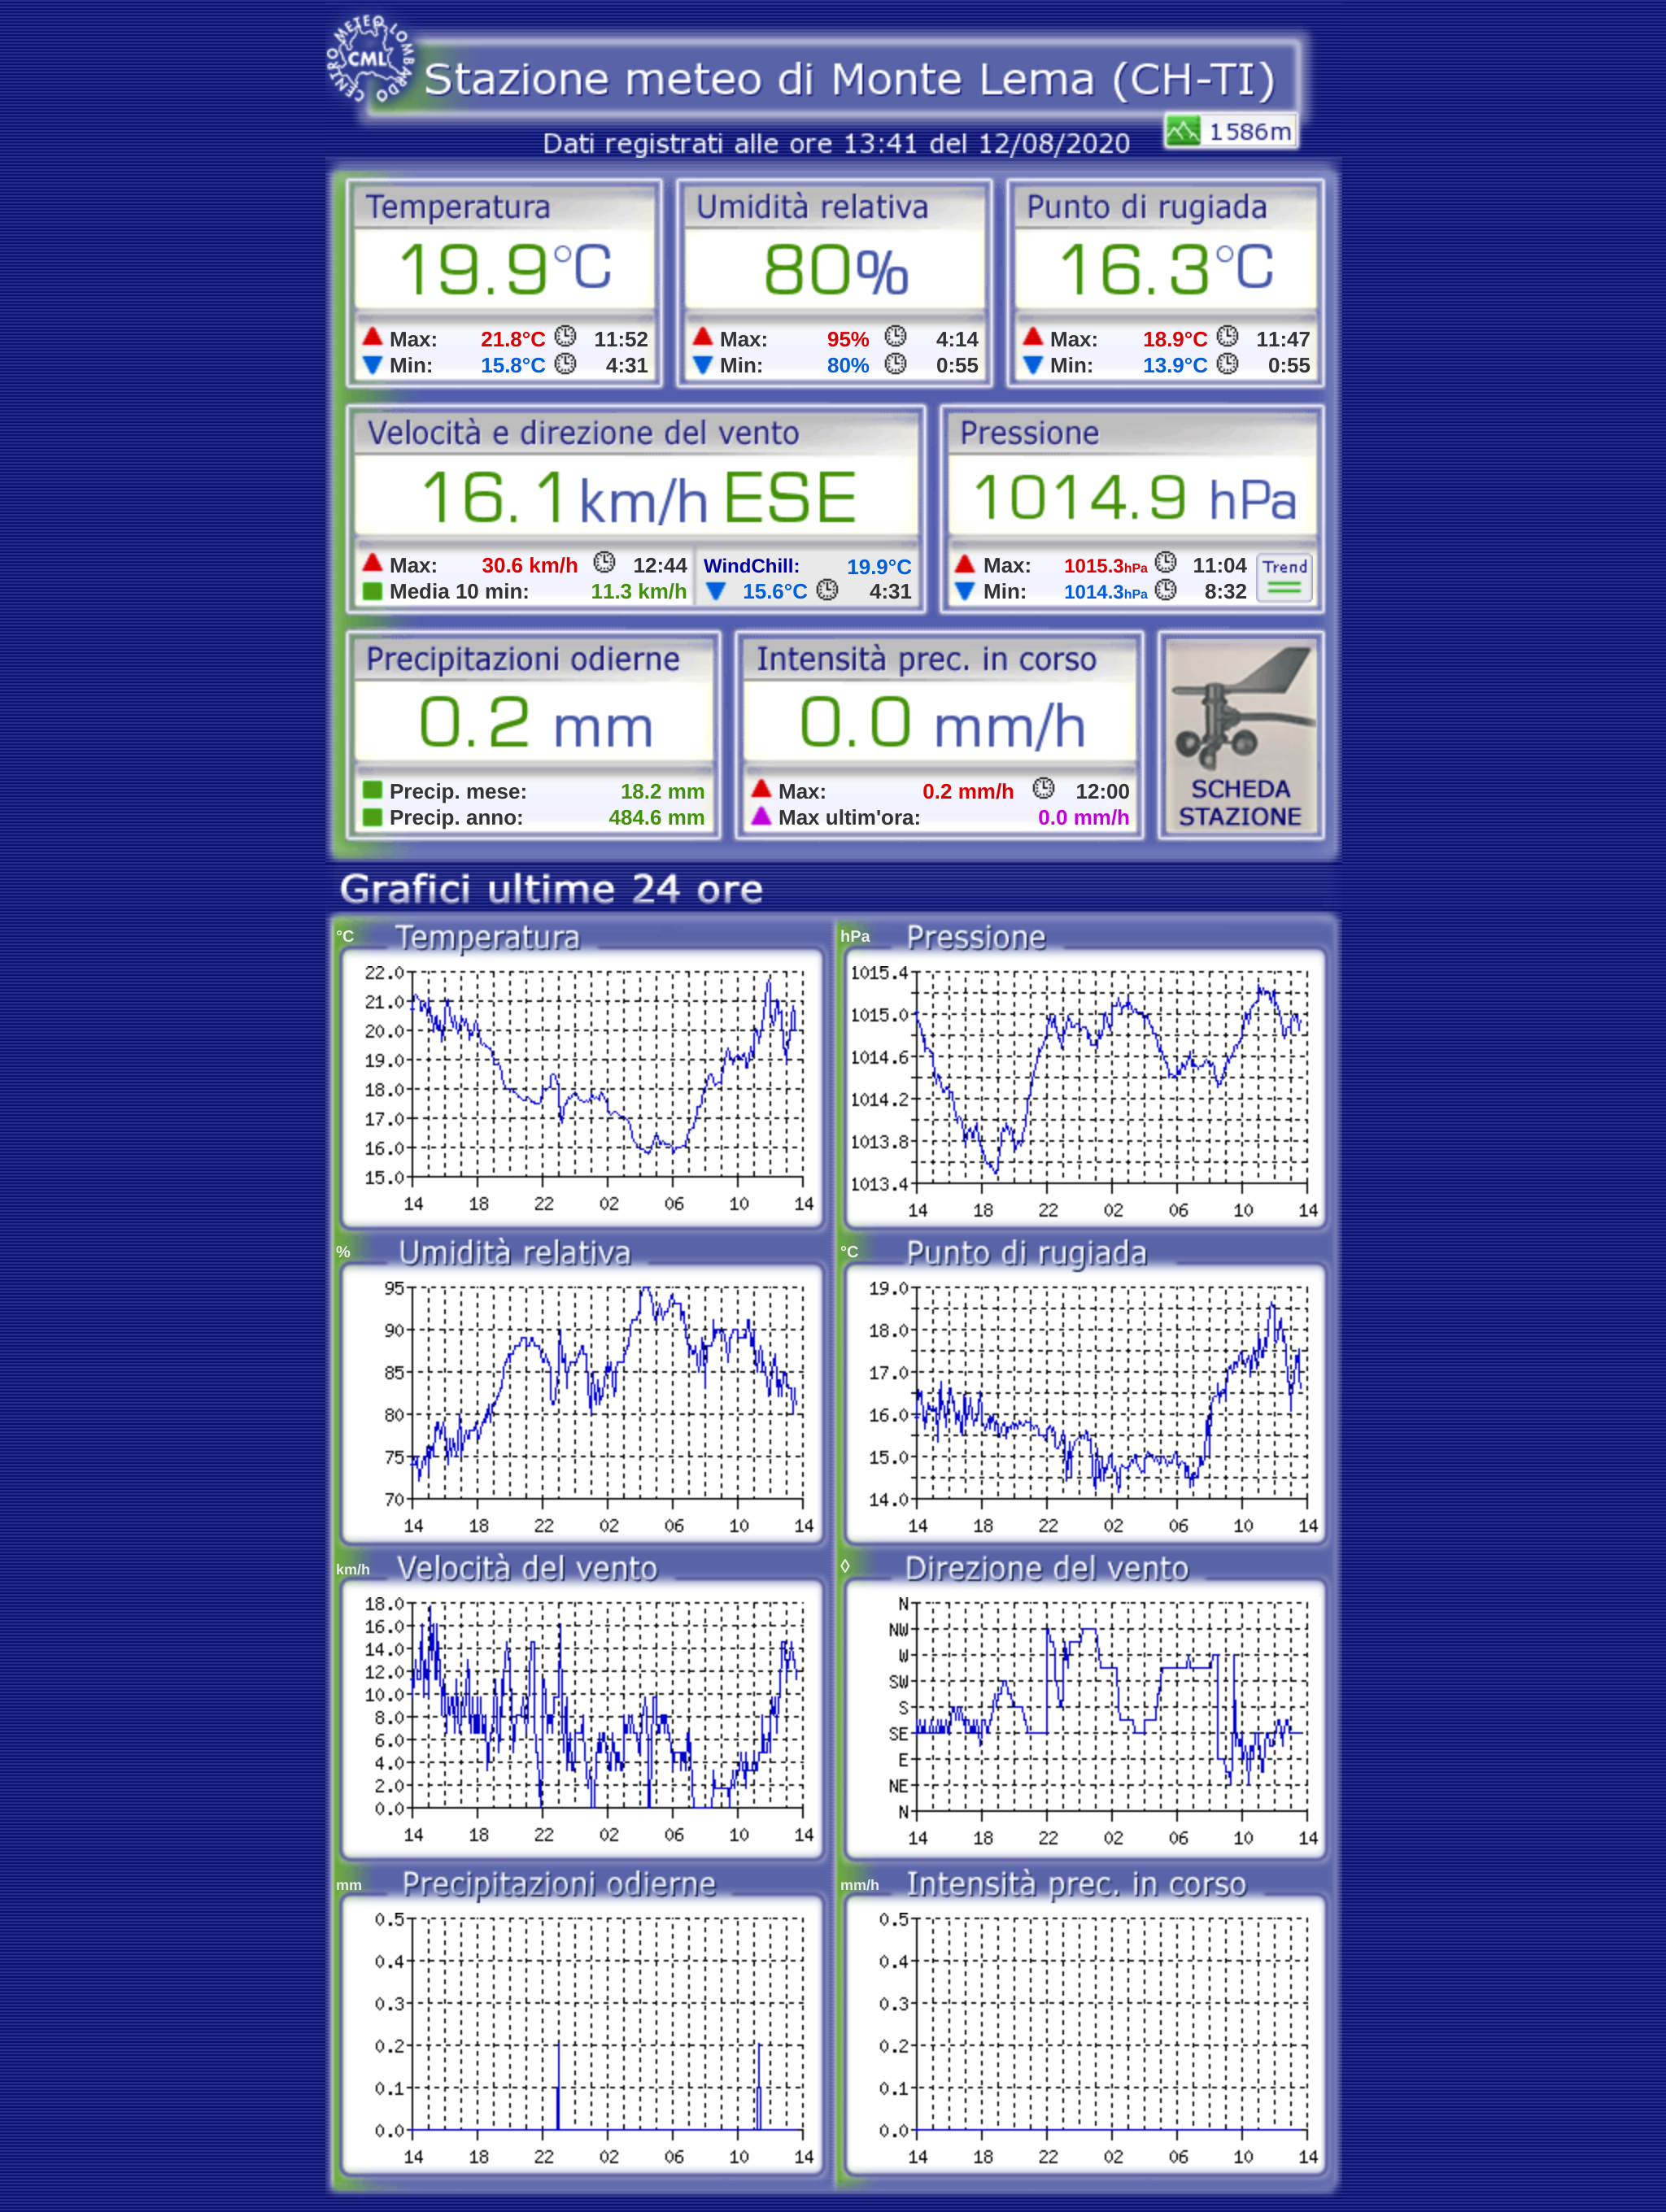 CENTRO METEO LOMBARDO
CML
Stazione meteo di Monte Lema (CH-TI)
Dati registrati alle ore 13:41 del 12/08/2020
1586m
Temperatura
19.9°C
Max: 21.8°C 11:52
Min: 15.8°C 4:31
Umidità relativa
80%
Max: 95% 4:14
Min: 80% 0:55
Punto di rugiada
16.3°C
Max: 18.9°C 11:47
Min: 13.9°C 0:55
Velocità e direzione del vento
16.1km/h ESE
Max: 30.6 km/h 12:44
Media 10 min: 11.3 km/h
WindChill: 19.9°C
15.6°C 4:31
Pressione
1014.9 hPa
Max: 1015.3hPa 11:04
Min: 1014.3hPa 8:32
Trend
Precipitazioni odierne
0.2 mm
Precip. mese: 18.2 mm
Precip. anno: 484.6 mm
Intensità prec. in corso
0.0 mm/h
Max: 0.2 mm/h 12:00
Max ultim'ora: 0.0 mm/h
SCHEDA
STAZIONE
Grafici ultime 24 ore
°C Temperatura
22.0
21.0
20.0
19.0
18.0
17.0
16.0
15.0
14 18 22 02 06 10 14
hPa Pressione
1015.4
1015.0
1014.6
1014.2
1013.8
1013.4
14 18 22 02 06 10 14
% Umidità relativa
95
90
85
80
75
70
14 18 22 02 06 10 14
°C Punto di rugiada
19.0
18.0
17.0
16.0
15.0
14.0
14 18 22 02 06 10 14
km/h Velocità del vento
18.0
16.0
14.0
12.0
10.0
8.0
6.0
4.0
2.0
0.0
14 18 22 02 06 10 14
◊ Direzione del vento
N
NW
W
SW
S
SE
E
NE
N
14 18 22 02 06 10 14
mm Precipitazioni odierne
0.5
0.4
0.3
0.2
0.1
0.0
14 18 22 02 06 10 14
mm/h Intensità prec. in corso
0.5
0.4
0.3
0.2
0.1
0.0
14 18 22 02 06 10 14